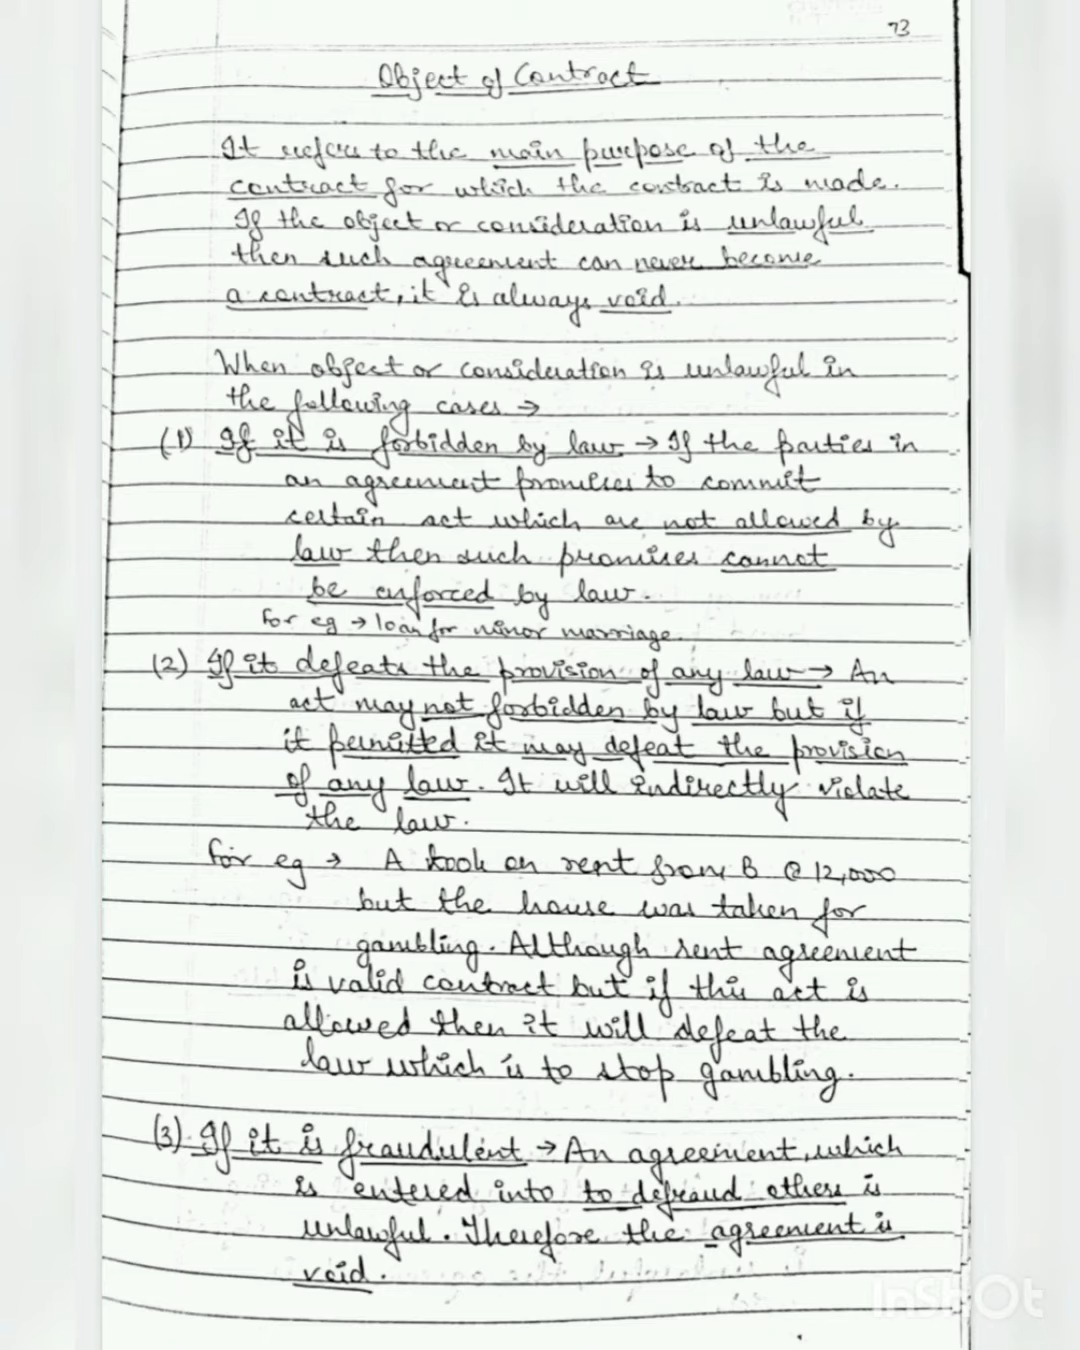 73
Object of Contract
It refers to the main purpose of the
contract for which the contract is made.
If the object or consideration is unlawful
then such agreement can never become
a contract, it is always void.
When object or consideration is unlawful in
the following cases →
(1) If it is forbidden by law → If the parties in
an agreement promises to commit
certain act which are not allowed by
law then such promises cannot
be enforced by law.
For eg → loan for minor marriage.
(2) If it defeats the provision of any law → An
act may not forbidden by law but if
it permitted it may defeat the provision
of any law. It will indirectly violate
the law.
For eg → A took on rent from B @ 12,000
but the house was taken for
gambling. Although rent agreement
is valid contract but if this act is
allowed then it will defeat the
law which is to stop gambling.
(3) If it is fraudulent → An agreement, which
is entered into to defraud others is
unlawful. Therefore the agreement is
void.
InShOt